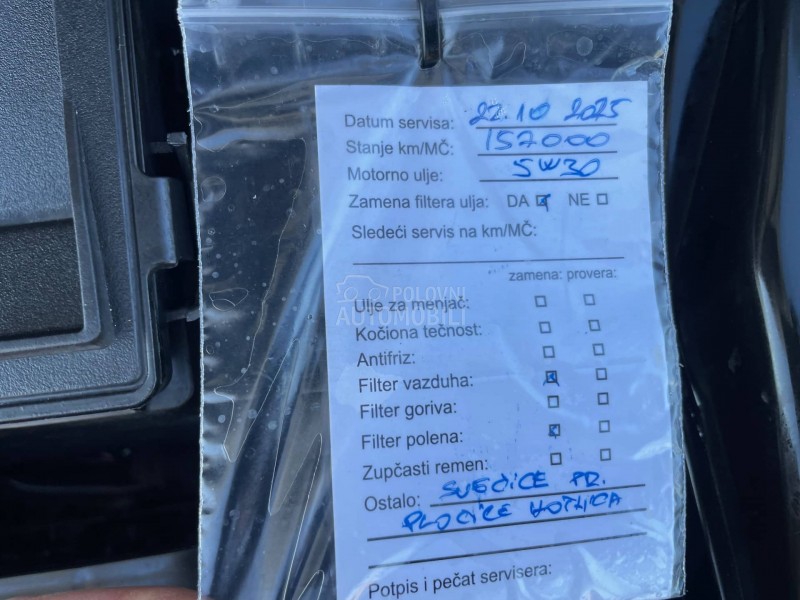 Datum servisa: 22.10 2025
Stanje km/MČ: 157000
Motorno ulje: 5W30
Zamena filtera ulja: DA ☑ NE ☐
Sledeći servis na km/MČ:
zamena: provera:
Ulje za menjač: ☐ ☐
Kočiona tečnost: ☐ ☐
Antifriz: ☐ ☐
Filter vazduha: ☑ ☐
Filter goriva: ☐ ☐
Filter polena: ☑ ☐
Zupčasti remen: ☐ ☐
Ostalo: SVEĆICE PR.
PLOČICE KOČNICA
Potpis i pečat servisera:
POLOVNI
AUTOMOBILI